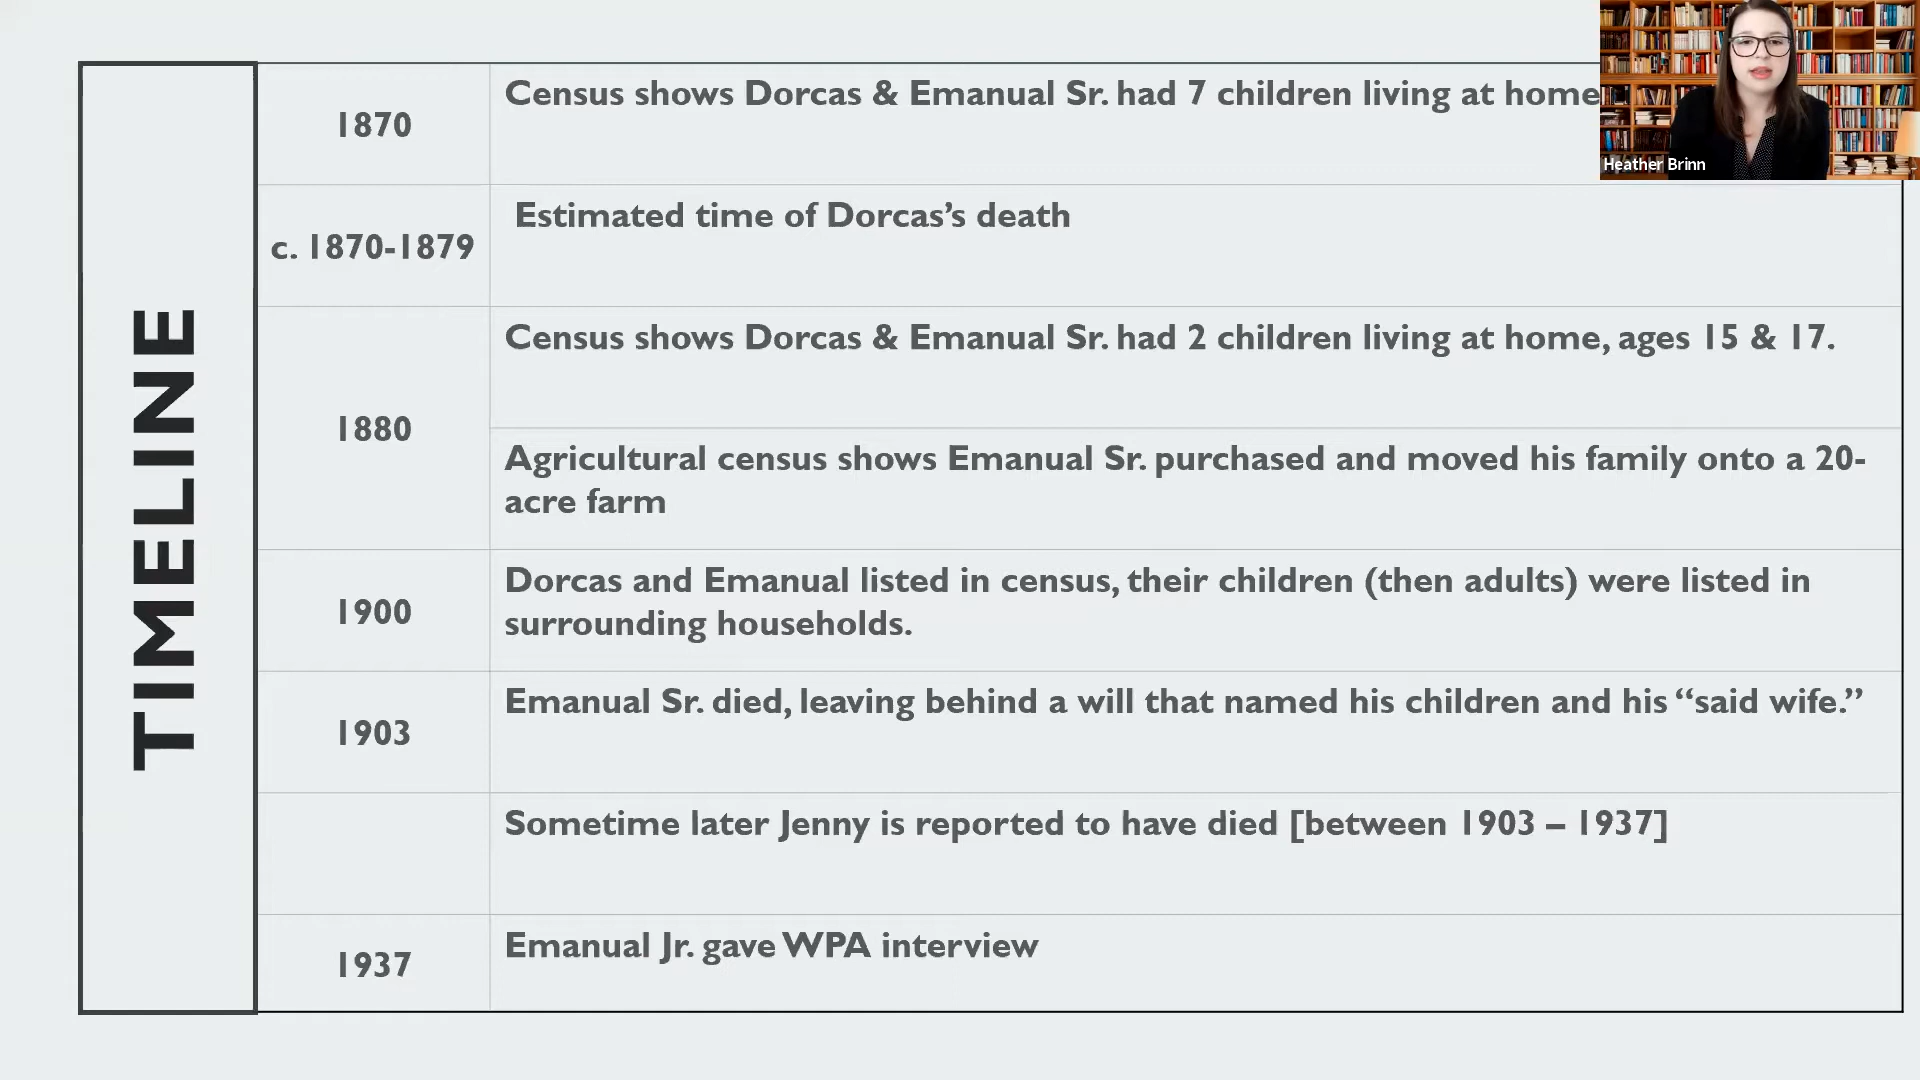 TIMELINE
1870
Census shows Dorcas & Emanual Sr. had 7 children living at home
c. 1870-1879
Estimated time of Dorcas’s death
1880
Census shows Dorcas & Emanual Sr. had 2 children living at home, ages 15 & 17.
Agricultural census shows Emanual Sr. purchased and moved his family onto a 20-
acre farm
1900
Dorcas and Emanual listed in census, their children (then adults) were listed in
surrounding households.
1903
Emanual Sr. died, leaving behind a will that named his children and his “said wife.”
Sometime later Jenny is reported to have died [between 1903 – 1937]
1937
Emanual Jr. gave WPA interview
Heather Brinn